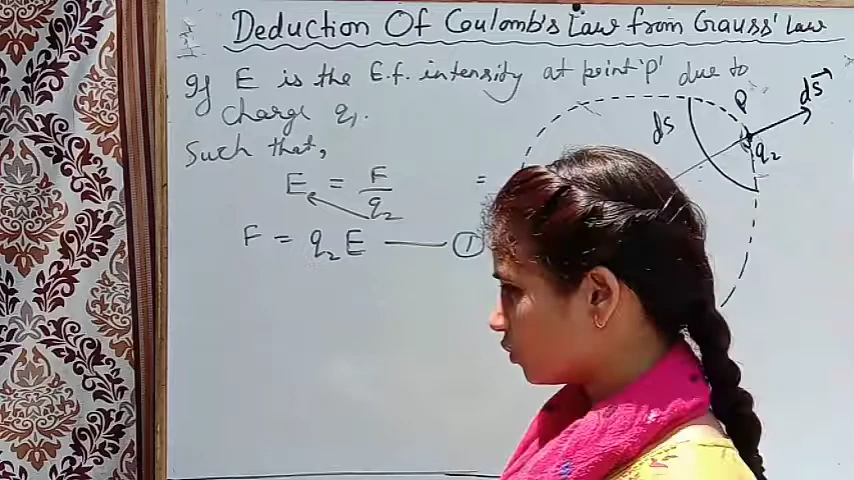 Deduction Of Coulomb's Law from Gauss' Law
If E is the E.f. intensity at point 'P' due to
charge q₁.
Such that,
E = F/q₂ =
F = q₂E —— ①
P
dS⃗
ds
q₂